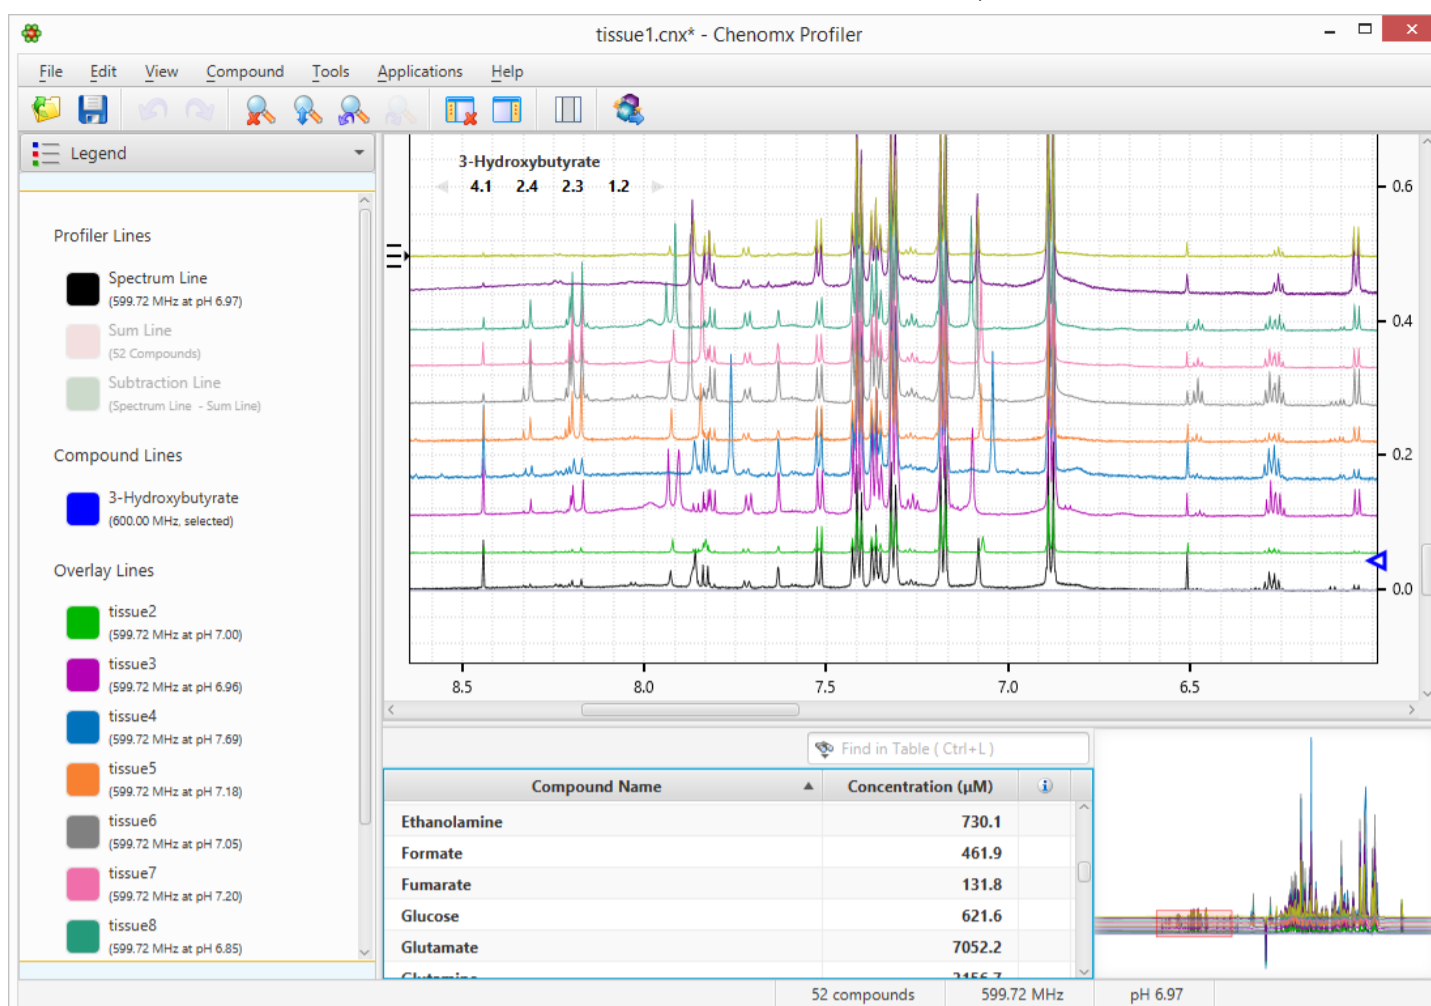 tissue1.cnx* - Chenomx Profiler
File Edit View Compound Tools Applications Help
Legend
Profiler Lines
Spectrum Line
(599.72 MHz at pH 6.97)
Sum Line
(52 Compounds)
Subtraction Line
(Spectrum Line - Sum Line)
Compound Lines
3-Hydroxybutyrate
(600.00 MHz, selected)
Overlay Lines
tissue2
(599.72 MHz at pH 7.00)
tissue3
(599.72 MHz at pH 6.96)
tissue4
(599.72 MHz at pH 7.69)
tissue5
(599.72 MHz at pH 7.18)
tissue6
(599.72 MHz at pH 7.05)
tissue7
(599.72 MHz at pH 7.20)
tissue8
(599.72 MHz at pH 6.85)
3-Hydroxybutyrate
4.1 2.4 2.3 1.2
0.6
0.4
0.2
0.0
8.5 8.0 7.5 7.0 6.5
Find in Table ( Ctrl+L )
Compound Name Concentration (µM)
Ethanolamine 730.1
Formate 461.9
Fumarate 131.8
Glucose 621.6
Glutamate 7052.2
Glutamine 2156.7
52 compounds 599.72 MHz pH 6.97